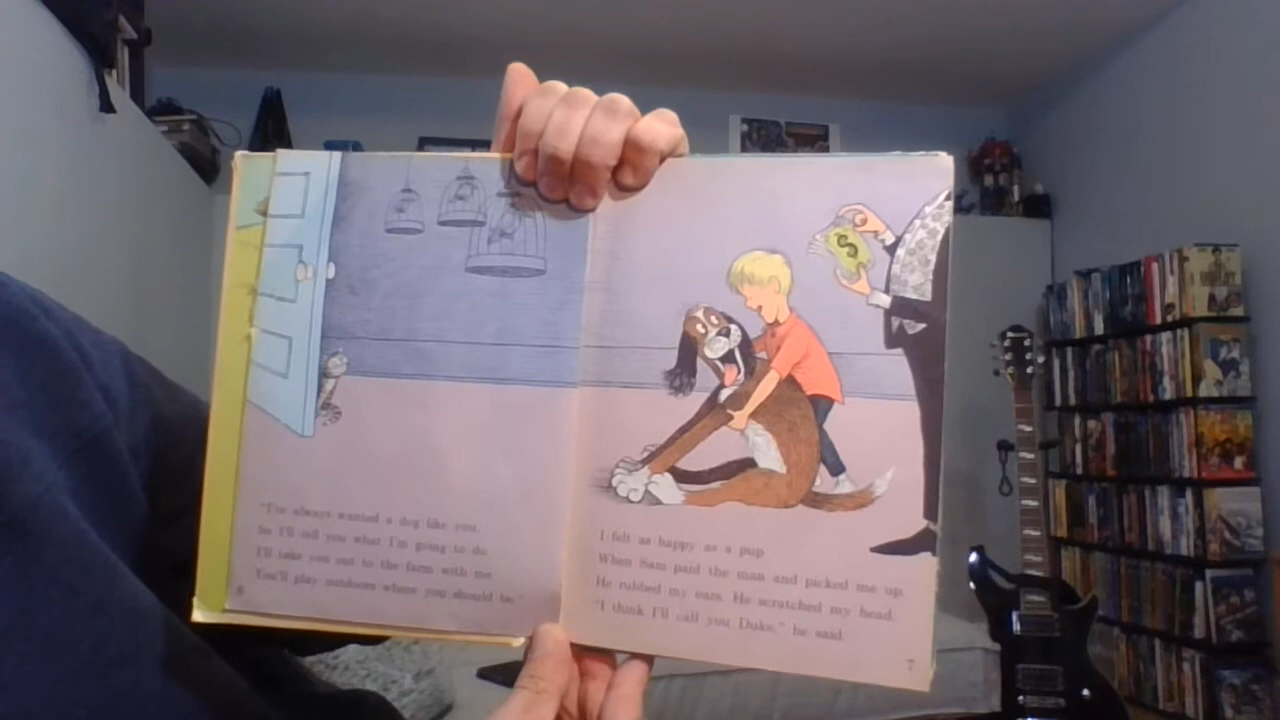 "I've always wanted a dog like you,
So I'll tell you what I'm going to do.
I'll take you out to the farm with me.
You'll play outdoors where you should be."
6
$
I felt as happy as a pup
When Sam paid the man and picked me up.
He rubbed my ears. He scratched my head.
"I think I'll call you Duke," he said.
7